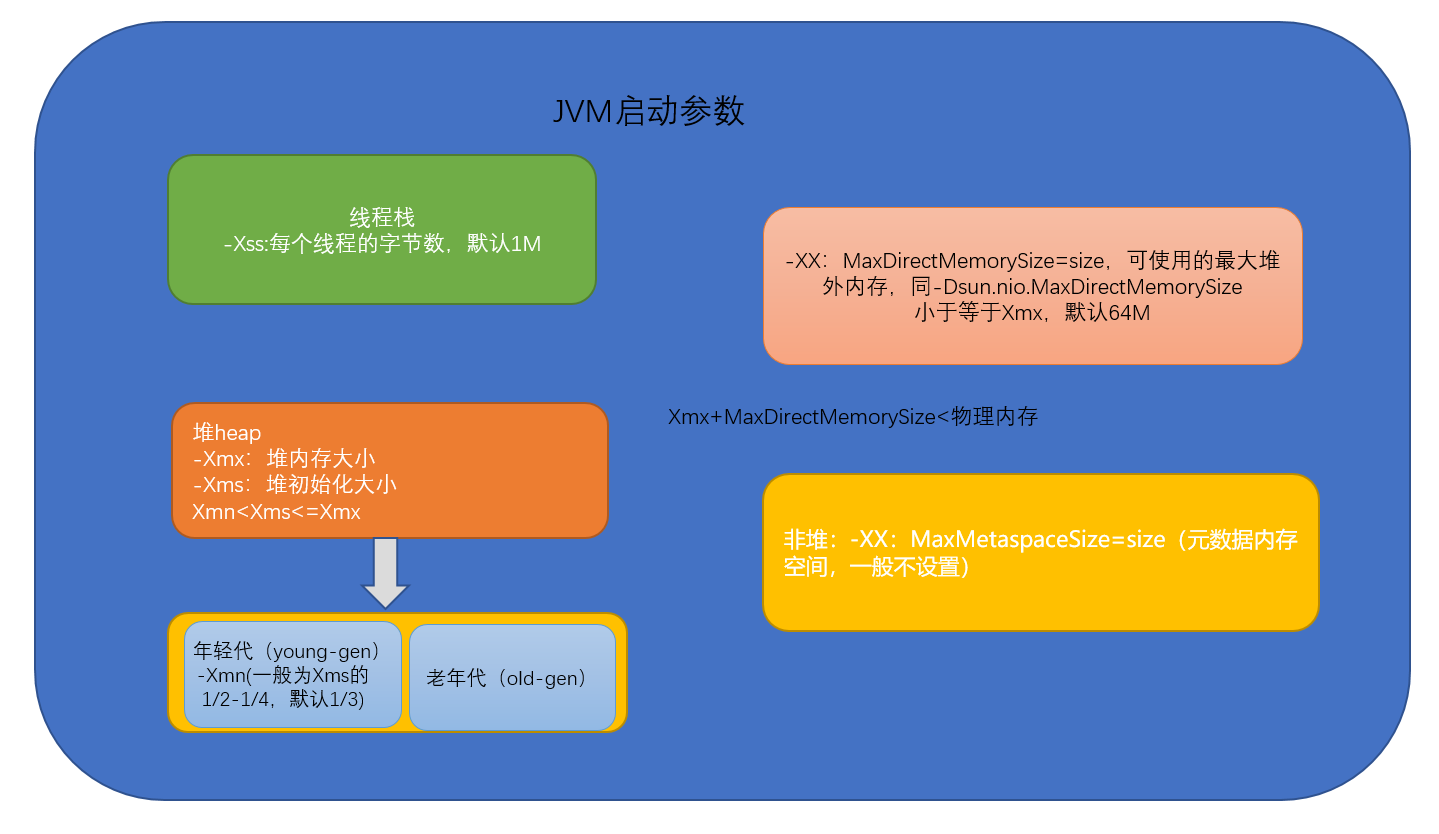 JVM启动参数
线程栈
-Xss:每个线程的字节数，默认1M
-XX：MaxDirectMemorySize=size，可使用的最大堆
外内存，同-Dsun.nio.MaxDirectMemorySize
小于等于Xmx，默认64M
堆heap
-Xmx：堆内存大小
-Xms：堆初始化大小
Xmn<Xms<=Xmx
Xmx+MaxDirectMemorySize<物理内存
非堆：-XX：MaxMetaspaceSize=size（元数据内存
空间，一般不设置）
年轻代（young-gen）
-Xmn(一般为Xms的
1/2-1/4，默认1/3)
老年代（old-gen）